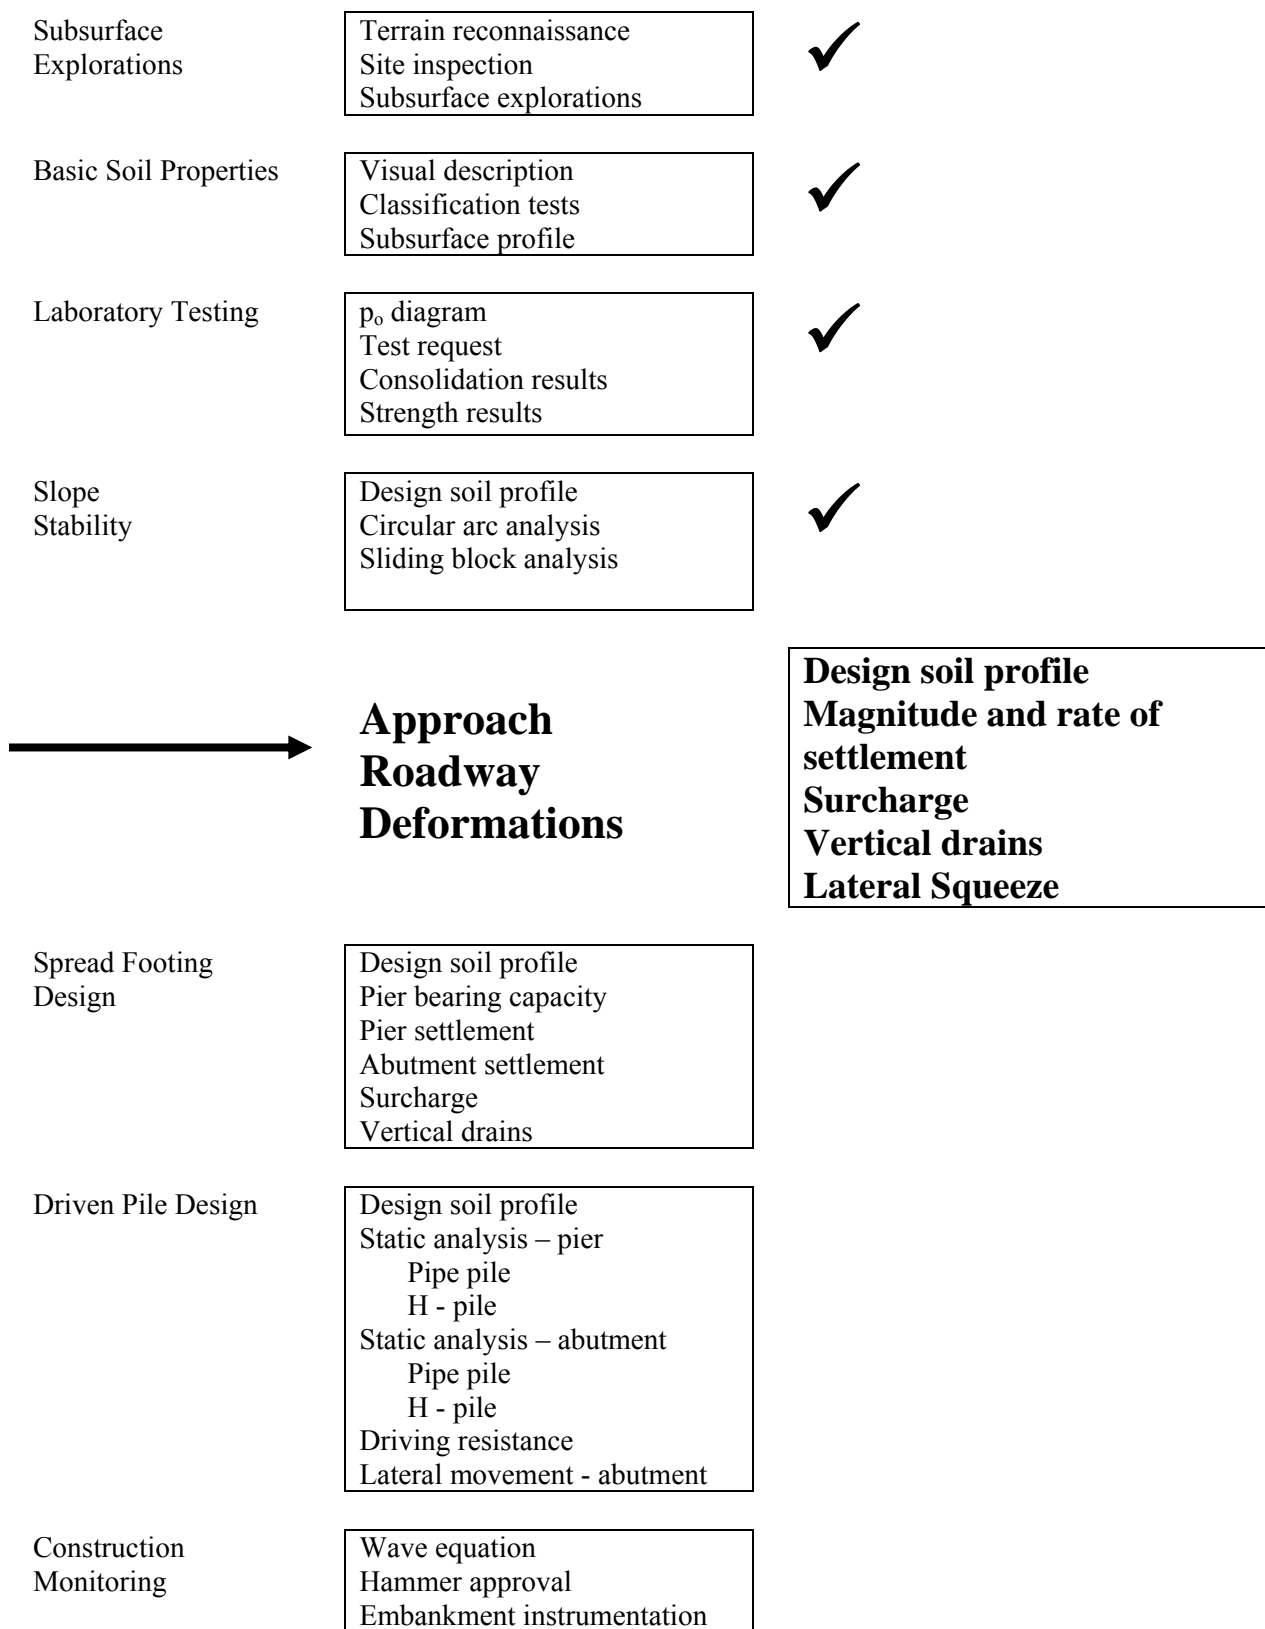 Subsurface
Explorations
Terrain reconnaissance
Site inspection
Subsurface explorations
Basic Soil Properties
Visual description
Classification tests
Subsurface profile
Laboratory Testing
pₒ diagram
Test request
Consolidation results
Strength results
Slope
Stability
Design soil profile
Circular arc analysis
Sliding block analysis
Approach
Roadway
Deformations
Design soil profile
Magnitude and rate of
settlement
Surcharge
Vertical drains
Lateral Squeeze
Spread Footing
Design
Design soil profile
Pier bearing capacity
Pier settlement
Abutment settlement
Surcharge
Vertical drains
Driven Pile Design
Design soil profile
Static analysis – pier
Pipe pile
H - pile
Static analysis – abutment
Pipe pile
H - pile
Driving resistance
Lateral movement - abutment
Construction
Monitoring
Wave equation
Hammer approval
Embankment instrumentation